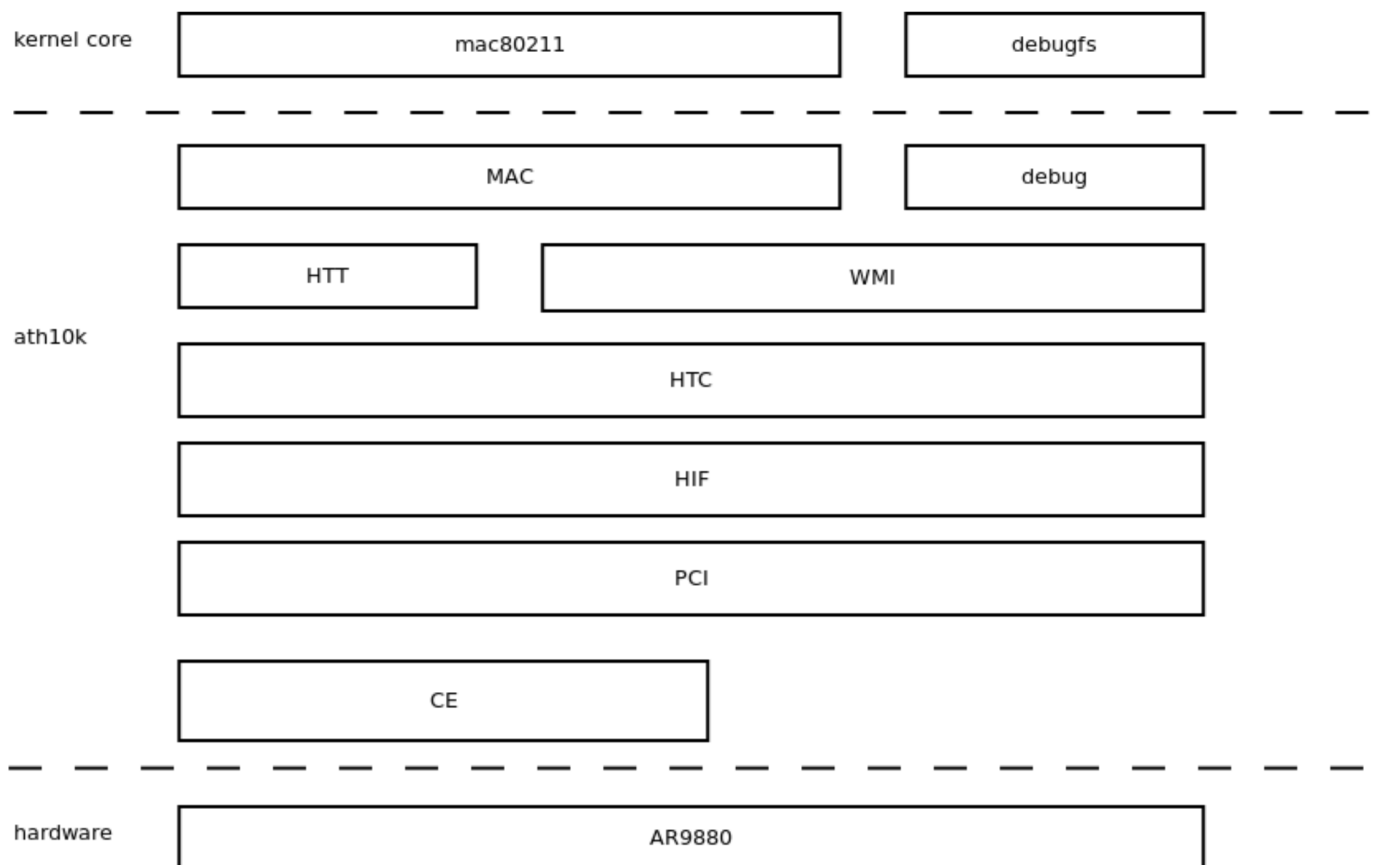 kernel core
mac80211
debugfs
MAC
debug
HTT
WMI
ath10k
HTC
HIF
PCI
CE
hardware
AR9880